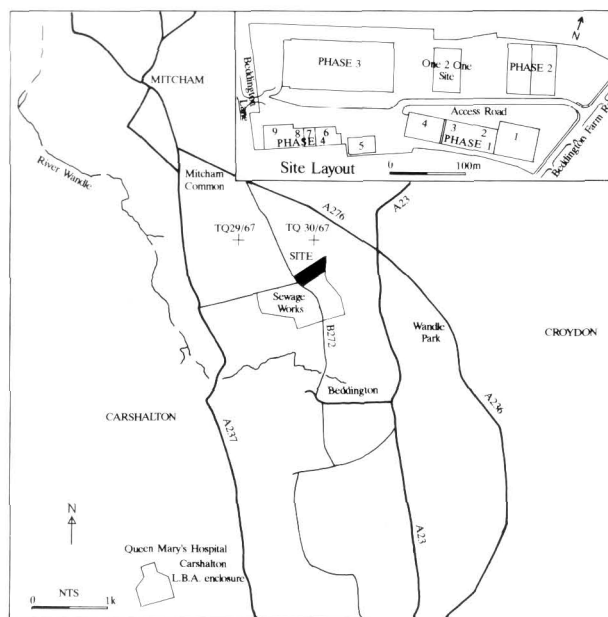 N
PHASE 3
One 2 One
Site
PHASE 2
Beddington
Lane
Access Road
9 8 7 6
PHASE 4
5
4 3 2 1
PHASE 1
Beddington Farm R
Site Layout
0 100m
MITCHAM
River Wandle
Mitcham
Common
A276
A23
TQ29/67
TQ 30/67
SITE
Sewage
Works
B272
Wandle
Park
CROYDON
Beddington
CARSHALTON
A237
A236
A23
N
Queen Mary's Hospital
Carshalton
L.B.A. enclosure
NTS
0 1k